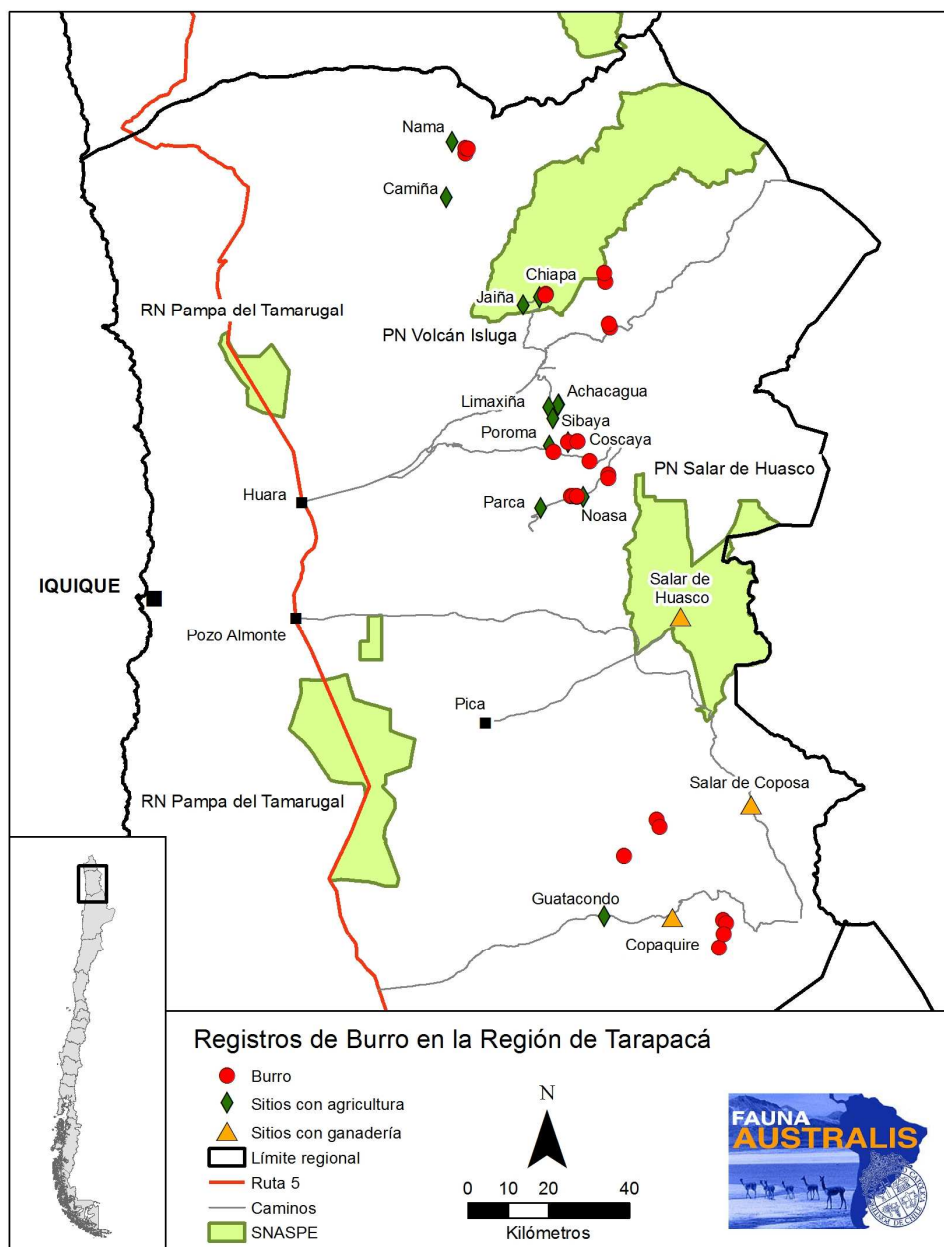 Nama
Camiña
Chiapa
Jaiña
RN Pampa del Tamarugal
PN Volcán Isluga
Achacagua
Limaxiña
Sibaya
Poroma
Coscaya
PN Salar de Huasco
Huara
Parca
Noasa
IQUIQUE
Salar de
Huasco
Pozo Almonte
Pica
Salar de Coposa
RN Pampa del Tamarugal
Guatacondo
Copaquire
Registros de Burro en la Región de Tarapacá
Burro
Sitios con agricultura
Sitios con ganadería
Límite regional
Ruta 5
Caminos
SNASPE
N
0 10 20 40
Kilómetros
FAUNA
AUSTRALIS